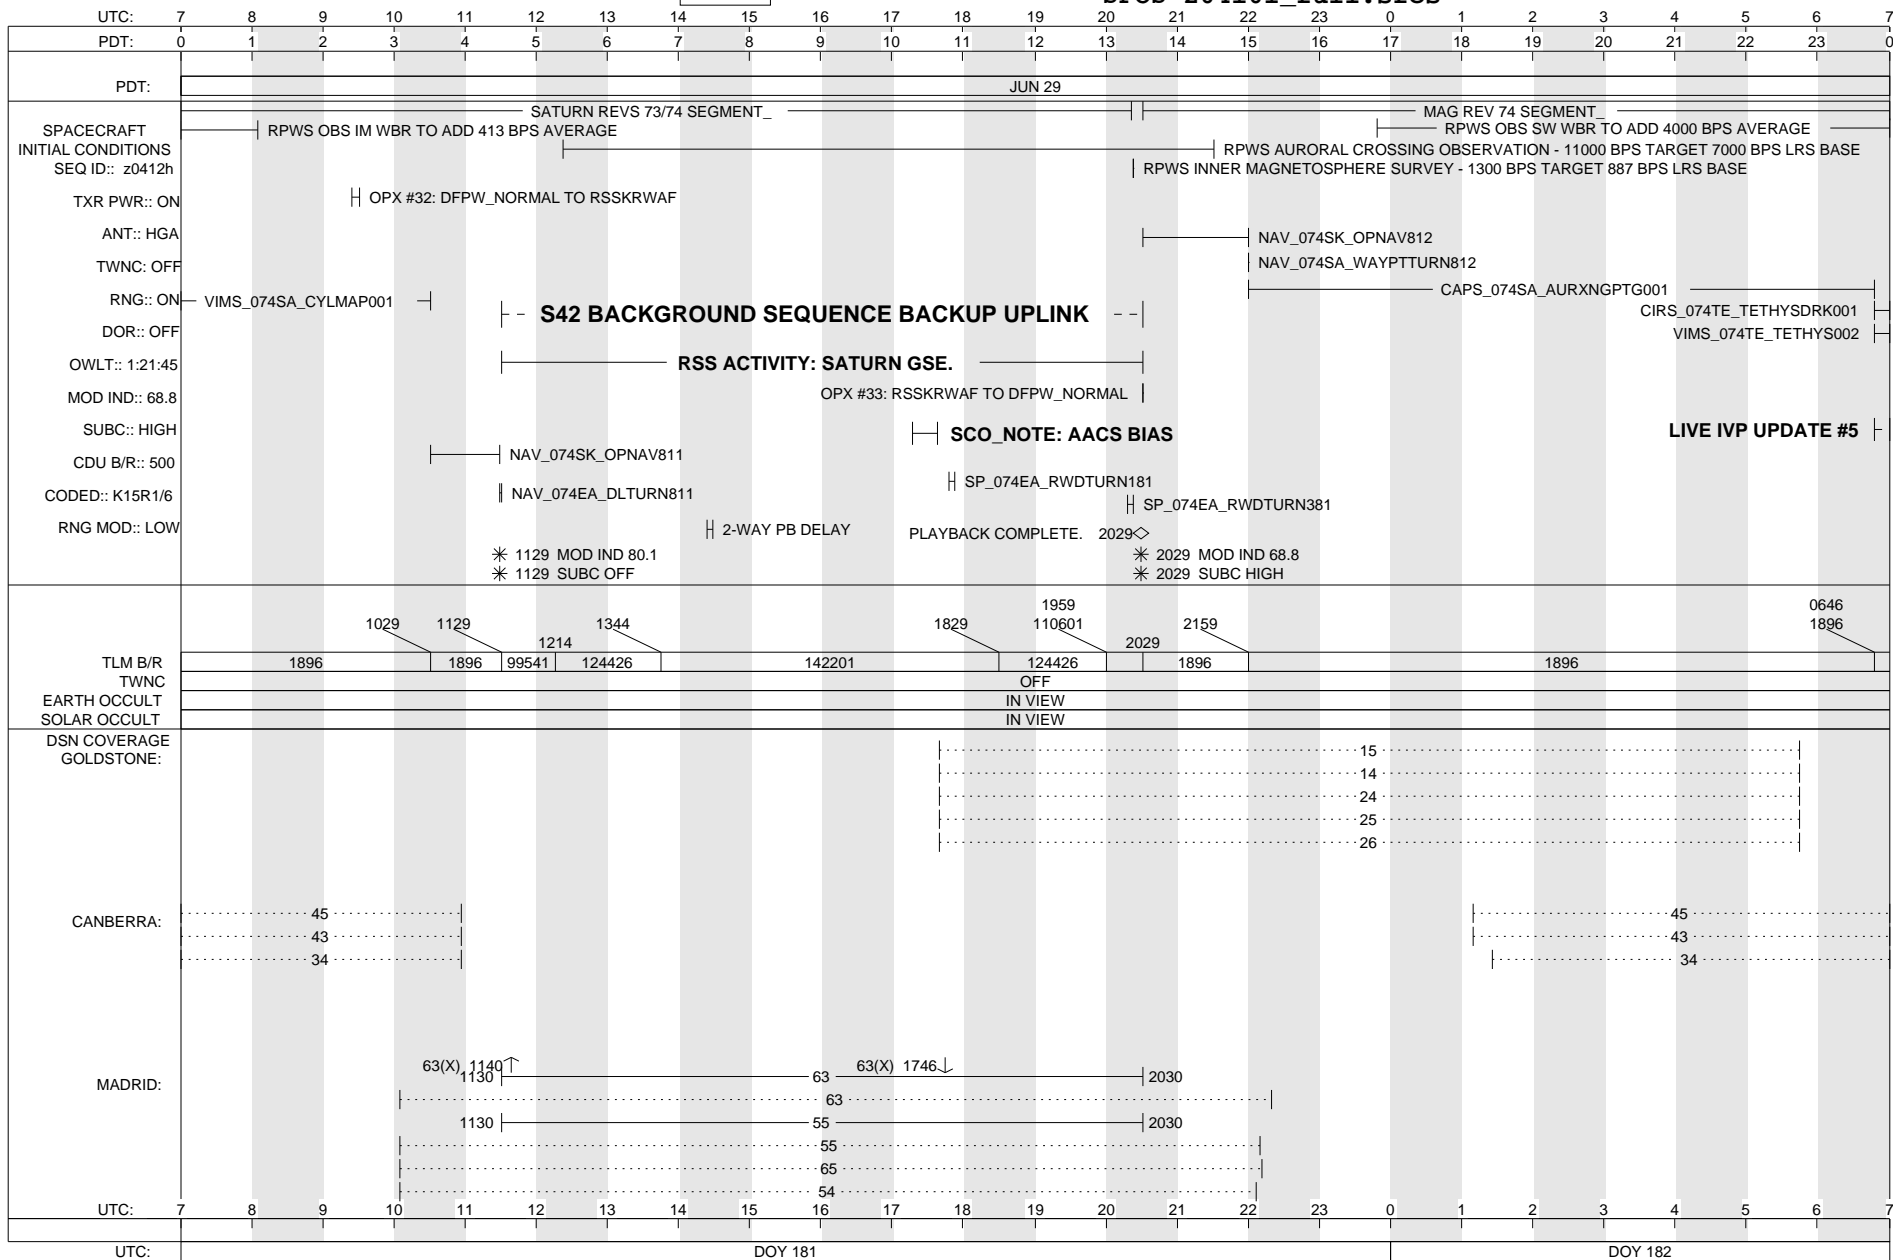 UTC: 7 8 9 10 11 12 13 14 15 16 17 18 19 20 21 22 23 0 1 2 3 4 5 6 7
PDT: 0 1 2 3 4 5 6 7 8 9 10 11 12 13 14 15 16 17 18 19 20 21 22 23 0
PDT: JUN 29
SATURN REVS 73/74 SEGMENT_ MAG REV 74 SEGMENT_
SPACECRAFT RPWS OBS IM WBR TO ADD 413 BPS AVERAGE RPWS OBS SW WBR TO ADD 4000 BPS AVERAGE
INITIAL CONDITIONS RPWS AURORAL CROSSING OBSERVATION - 11000 BPS TARGET 7000 BPS LRS BASE
SEQ ID:: z0412h RPWS INNER MAGNETOSPHERE SURVEY - 1300 BPS TARGET 887 BPS LRS BASE
TXR PWR:: ON OPX #32: DFPW_NORMAL TO RSSKRWAF
ANT:: HGA NAV_074SK_OPNAV812
TWNC: OFF NAV_074SA_WAYPTTURN812
CAPS_074SA_AURXNGPTG001
RNG:: ON VIMS_074SA_CYLMAP001
CIRS_074TE_TETHYSDRK001
S42 BACKGROUND SEQUENCE BACKUP UPLINK
DOR:: OFF VIMS_074TE_TETHYS002
OWLT:: 1:21:45 RSS ACTIVITY: SATURN GSE.
MOD IND:: 68.8 OPX #33: RSSKRWAF TO DFPW_NORMAL
SUBC:: HIGH SCO_NOTE: AACS BIAS LIVE IVP UPDATE #5
CDU B/R:: 500 NAV_074SK_OPNAV811
SP_074EA_RWDTURN181
CODED:: K15R1/6 NAV_074EA_DLTURN811
SP_074EA_RWDTURN381
RNG MOD:: LOW 2-WAY PB DELAY PLAYBACK COMPLETE. 2029
1129 MOD IND 80.1 2029 MOD IND 68.8
1129 SUBC OFF 2029 SUBC HIGH
1959 0646
1029 1129 1344 1829 110601 2159 1896
1214 2029
TLM B/R 1896 1896 99541 124426 142201 124426 1896 1896
TWNC OFF
EARTH OCCULT IN VIEW
SOLAR OCCULT IN VIEW
DSN COVERAGE
GOLDSTONE: 15
14
24
25
26
CANBERRA: 45 45
43 43
34 34
63(X) 1140 63(X) 1746
MADRID: 1130 63 2030
63
1130 55 2030
55
65
54
UTC: 7 8 9 10 11 12 13 14 15 16 17 18 19 20 21 22 23 0 1 2 3 4 5 6 7
UTC: DOY 181 DOY 182